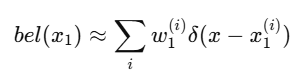 bel(x₁) ≈ ∑ᵢ w₁⁽ⁱ⁾ δ(x − x₁⁽ⁱ⁾)